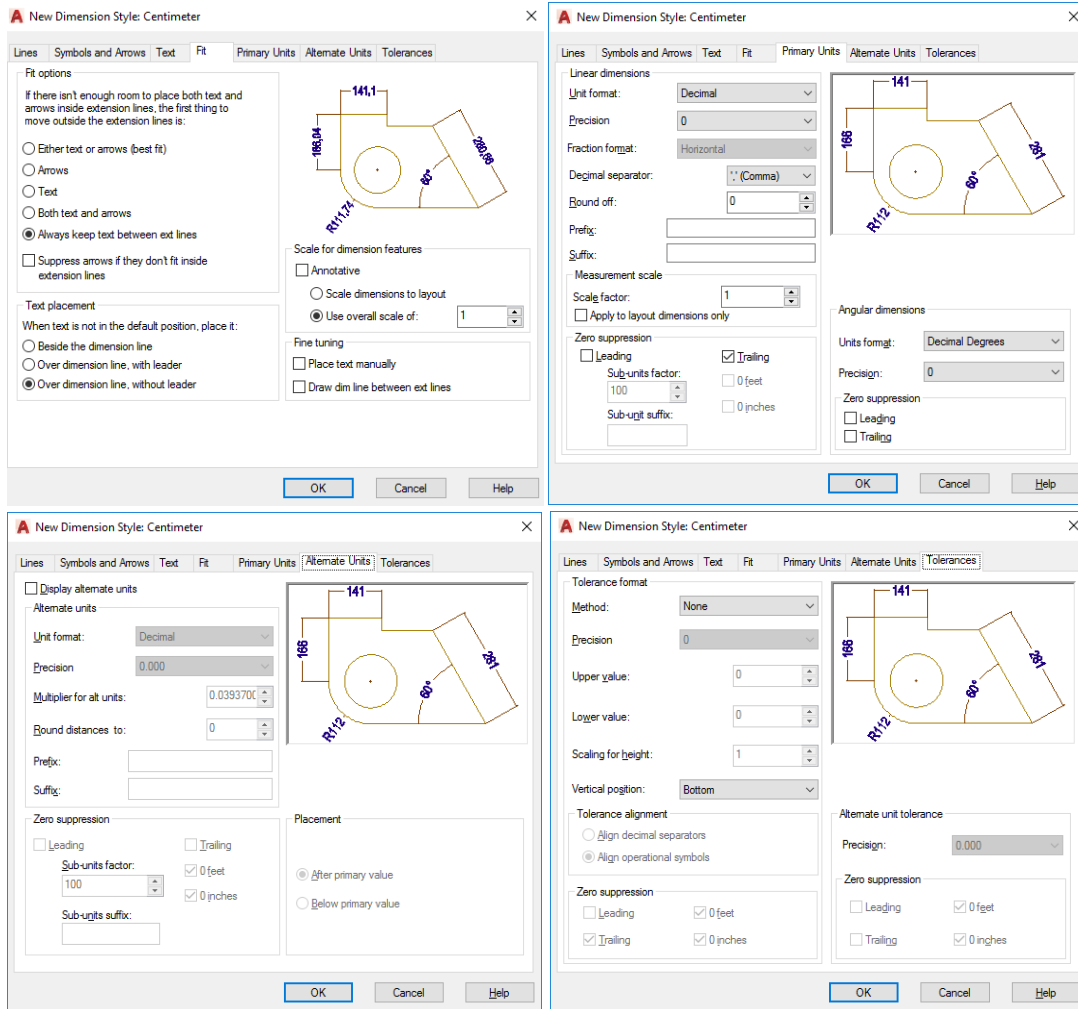 New Dimension Style: Centimeter
Lines Symbols and Arrows Text Fit Primary Units Alternate Units Tolerances
Fit options
If there isn't enough room to place both text and
arrows inside extension lines, the first thing to
move outside the extension lines is:
Either text or arrows (best fit)
Arrows
Text
Both text and arrows
Always keep text between ext lines
Suppress arrows if they don't fit inside
extension lines
Text placement
When text is not in the default position, place it:
Beside the dimension line
Over dimension line, with leader
Over dimension line, without leader
141,1
166,04
280,68
60°
R111,74
Scale for dimension features
Annotative
Scale dimensions to layout
Use overall scale of: 1
Fine tuning
Place text manually
Draw dim line between ext lines
OK Cancel Help
New Dimension Style: Centimeter
Lines Symbols and Arrows Text Fit Primary Units Alternate Units Tolerances
Linear dimensions
Unit format: Decimal
Precision 0
Fraction format: Horizontal
Decimal separator: ',' (Comma)
Round off: 0
Prefix:
Suffix:
Measurement scale
Scale factor: 1
Apply to layout dimensions only
Zero suppression
Leading Trailing
Sub-units factor: 0 feet
100
0 inches
Sub-unit suffix:
141
166
281
60°
R112
Angular dimensions
Units format: Decimal Degrees
Precision: 0
Zero suppression
Leading
Trailing
OK Cancel Help
New Dimension Style: Centimeter
Lines Symbols and Arrows Text Fit Primary Units Alternate Units Tolerances
Display alternate units
Alternate units
Unit format: Decimal
Precision 0.000
Multiplier for alt units: 0.039370
Round distances to: 0
Prefix:
Suffix:
Zero suppression
Leading Trailing
Sub-units factor: 0 feet
100
0 inches
Sub-units suffix:
141
166
281
60°
R112
Placement
After primary value
Below primary value
OK Cancel Help
New Dimension Style: Centimeter
Lines Symbols and Arrows Text Fit Primary Units Alternate Units Tolerances
Tolerance format
Method: None
Precision 0
Upper value: 0
Lower value: 0
Scaling for height: 1
Vertical position: Bottom
Tolerance alignment
Align decimal separators
Align operational symbols
Zero suppression
Leading 0 feet
Trailing 0 inches
141
166
281
60°
R112
Alternate unit tolerance
Precision: 0.000
Zero suppression
Leading 0 feet
Trailing 0 inches
OK Cancel Help